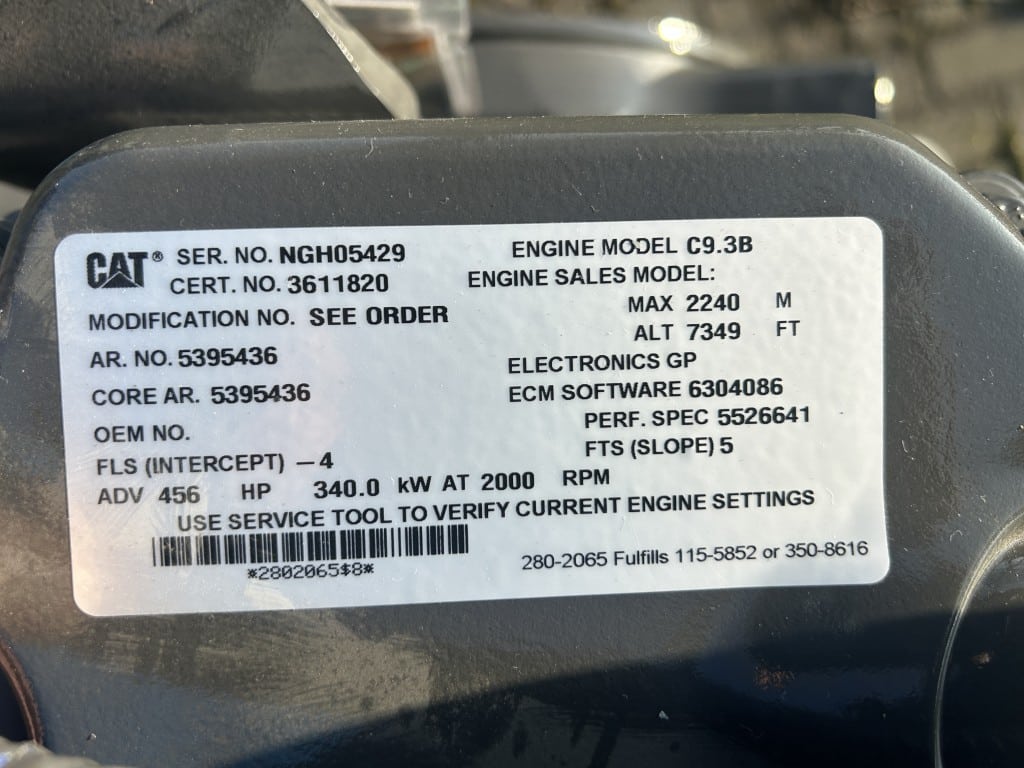 CAT® SER. NO. NGH05429 ENGINE MODEL C9.3B
CERT. NO. 3611820 ENGINE SALES MODEL:
MODIFICATION NO. SEE ORDER MAX 2240 M
ALT 7349 FT
AR. NO. 5395436 ELECTRONICS GP
CORE AR. 5395436 ECM SOFTWARE 6304086
OEM NO. PERF. SPEC 5526641
FLS (INTERCEPT) -4 FTS (SLOPE) 5
ADV 456 HP 340.0 kW AT 2000 RPM
USE SERVICE TOOL TO VERIFY CURRENT ENGINE SETTINGS
*2802065$8* 280-2065 Fulfills 115-5852 or 350-8616